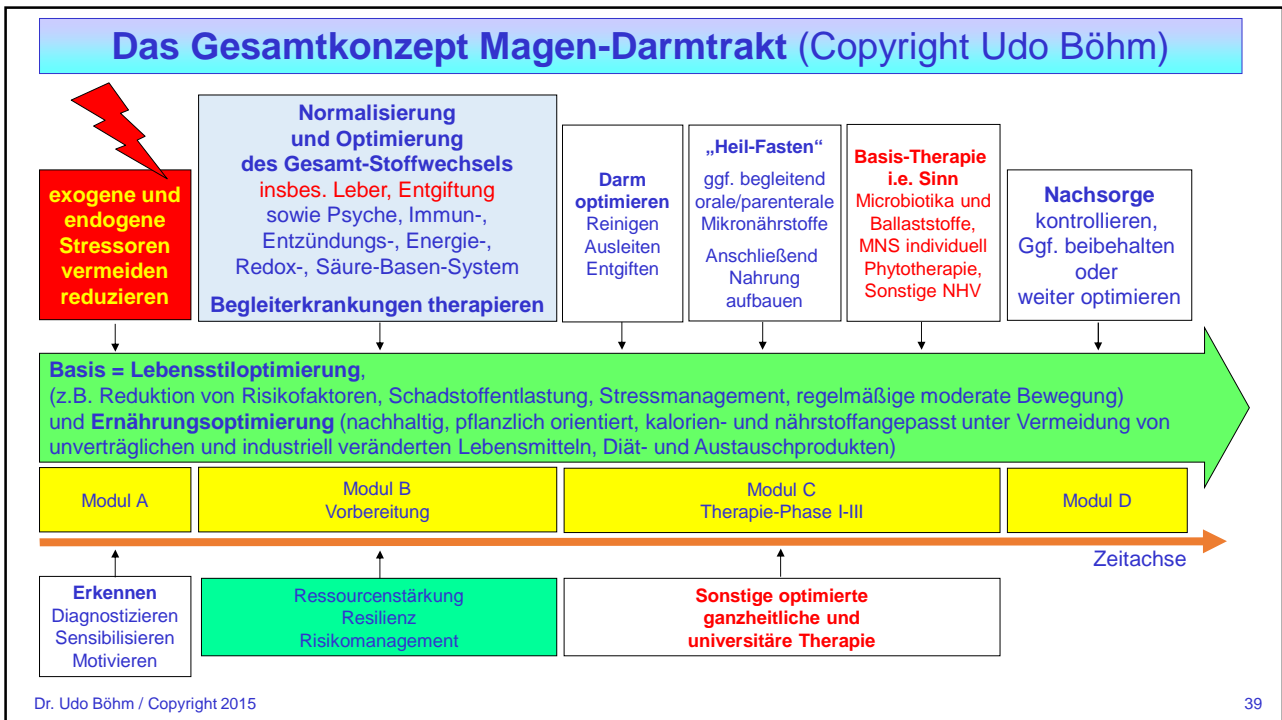 Das Gesamtkonzept Magen-Darmtrakt (Copyright Udo Böhm)
exogene und
endogene
Stressoren
vermeiden
reduzieren
Normalisierung
und Optimierung
des Gesamt-Stoffwechsels
insbes. Leber, Entgiftung
sowie Psyche, Immun-,
Entzündungs-, Energie-,
Redox-, Säure-Basen-System
Begleiterkrankungen therapieren
Darm
optimieren
Reinigen
Ausleiten
Entgiften
„Heil-Fasten“
ggf. begleitend
orale/parenterale
Mikronährstoffe
Anschließend
Nahrung
aufbauen
Basis-Therapie
i.e. Sinn
Microbiotika und
Ballaststoffe,
MNS individuell
Phytotherapie,
Sonstige NHV
Nachsorge
kontrollieren,
Ggf. beibehalten
oder
weiter optimieren
Basis = Lebensstiloptimierung,
(z.B. Reduktion von Risikofaktoren, Schadstoffentlastung, Stressmanagement, regelmäßige moderate Bewegung)
und Ernährungsoptimierung (nachhaltig, pflanzlich orientiert, kalorien- und nährstoffangepasst unter Vermeidung von
unverträglichen und industriell veränderten Lebensmitteln, Diät- und Austauschprodukten)
Modul A
Modul B
Vorbereitung
Modul C
Therapie-Phase I-III
Modul D
Zeitachse
Erkennen
Diagnostizieren
Sensibilisieren
Motivieren
Ressourcenstärkung
Resilienz
Risikomanagement
Sonstige optimierte
ganzheitliche und
universitäre Therapie
Dr. Udo Böhm / Copyright 2015
39